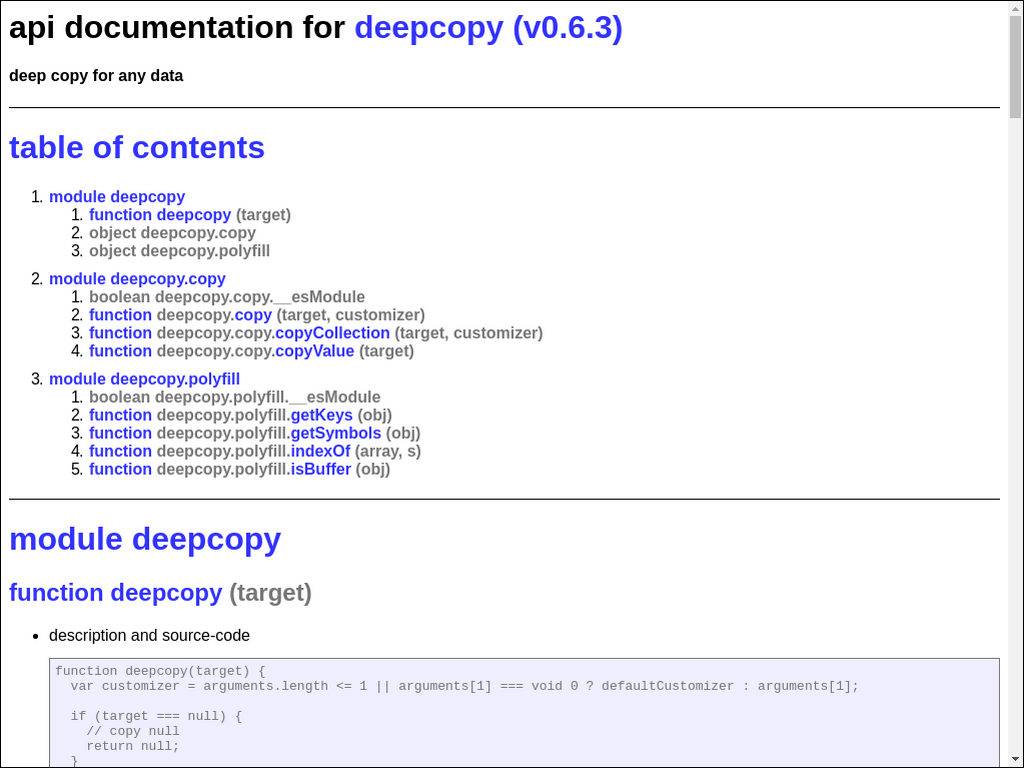 api documentation for deepcopy (v0.6.3)
deep copy for any data
table of contents
1. module deepcopy
1. function deepcopy (target)
2. object deepcopy.copy
3. object deepcopy.polyfill
2. module deepcopy.copy
1. boolean deepcopy.copy.__esModule
2. function deepcopy.copy (target, customizer)
3. function deepcopy.copy.copyCollection (target, customizer)
4. function deepcopy.copy.copyValue (target)
3. module deepcopy.polyfill
1. boolean deepcopy.polyfill.__esModule
2. function deepcopy.polyfill.getKeys (obj)
3. function deepcopy.polyfill.getSymbols (obj)
4. function deepcopy.polyfill.indexOf (array, s)
5. function deepcopy.polyfill.isBuffer (obj)
module deepcopy
function deepcopy (target)
• description and source-code
function deepcopy(target) {
  var customizer = arguments.length <= 1 || arguments[1] === void 0 ? defaultCustomizer : arguments[1];
  if (target === null) {
    // copy null
    return null;
  }